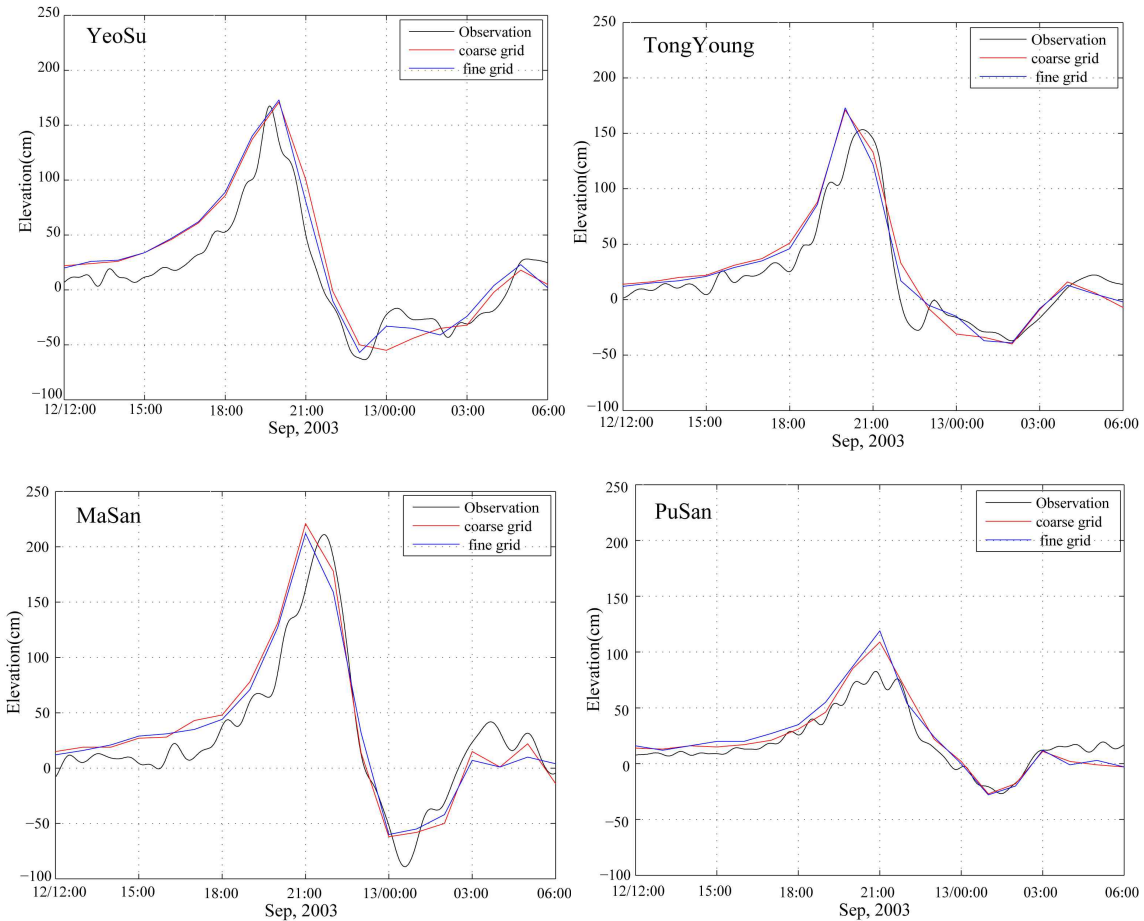 YeoSu
Observation
coarse grid
fine grid
250
200
150
100
50
0
−50
−100
Elevation(cm)
12/12:00 15:00 18:00 21:00 13/00:00 03:00 06:00
Sep, 2003
TongYoung
Observation
coarse grid
fine grid
250
200
150
100
50
0
−50
−100
Elevation(cm)
12/12:00 15:00 18:00 21:00 13/00:00 03:00 06:00
Sep, 2003
MaSan
Observation
coarse grid
fine grid
250
200
150
100
50
0
−50
−100
Elevation(cm)
12/12:00 15:00 18:00 21:00 13/00:00 03:00 06:00
Sep, 2003
PuSan
Observation
coarse grid
fine grid
250
200
150
100
50
0
−50
−100
Elevation(cm)
12/12:00 15:00 18:00 21:00 13/00:00 03:00 06:00
Sep, 2003